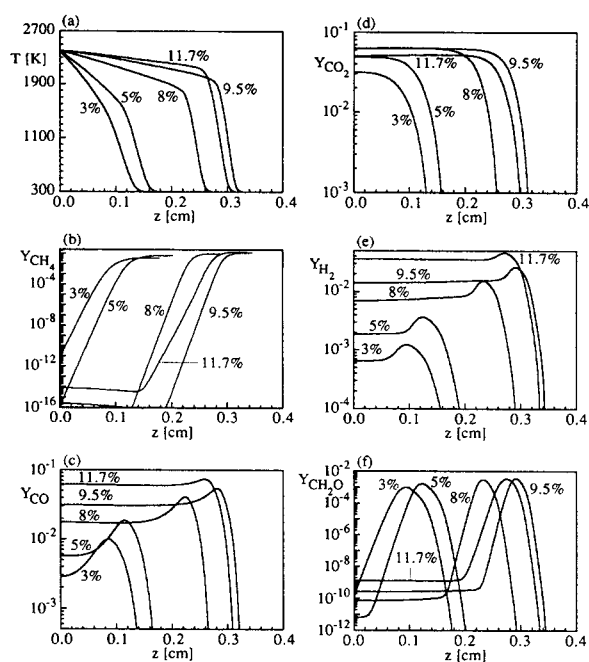 (a)
2700
T [K]
1900
1100
300
11.7%
9.5%
8%
5%
3%
0.0 0.1 0.2 0.3 0.4
z [cm]
(d)
10-1
YCO2
10-2
10-3
11.7%
9.5%
8%
5%
3%
0.0 0.1 0.2 0.3 0.4
z [cm]
(b)
YCH4
10-4
10-8
10-12
10-16
3%
5%
8%
9.5%
11.7%
0.0 0.1 0.2 0.3 0.4
z [cm]
(e)
YH2
10-2
10-3
10-4
11.7%
9.5%
8%
5%
3%
0.0 0.1 0.2 0.3 0.4
z [cm]
(c)
10-1
YCO
10-2
10-3
11.7%
9.5%
8%
5%
3%
0.0 0.1 0.2 0.3 0.4
z [cm]
(f)
10-2
YCH2O
10-4
10-6
10-8
10-10
10-12
3%
5%
8%
9.5%
11.7%
0.0 0.1 0.2 0.3 0.4
z [cm]